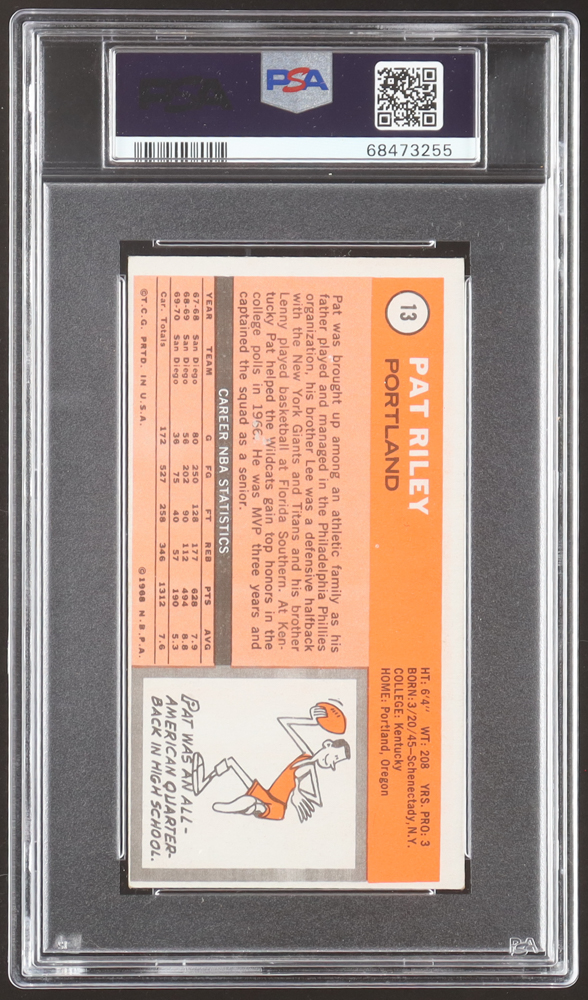 PSA
68473255
13
PAT RILEY
PORTLAND
HT: 6'4" WT: 208 YRS. PRO: 3
BORN: 3/20/45-Schenectady, N.Y.
COLLEGE: Kentucky
HOME: Portland, Oregon
Pat was brought up among an athletic family as his
father played and managed in the Philadelphia Phillies
organization, his brother Lee was a defensive halfback
with the New York Giants and Titans and his brother
Lenny played basketball at Florida Southern. At Ken-
tucky Pat helped the Wildcats gain top honors in the
college polls in 1966. He was MVP three years and
captained the squad as a senior.
CAREER NBA STATISTICS
YEAR TEAM G FG FT REB PTS AVG
67-68 San Diego 80 250 128 177 628 7.9
68-69 San Diego 56 202 90 112 494 8.8
69-70 San Diego 36 75 40 57 190 5.3
Car. Totals 172 527 258 346 1312 7.6
©T.C.G. PRTD. IN U.S.A. ©1968 N.B.P.A.
PAT WAS AN ALL-
AMERICAN QUARTER-
BACK IN HIGH SCHOOL.
PSA